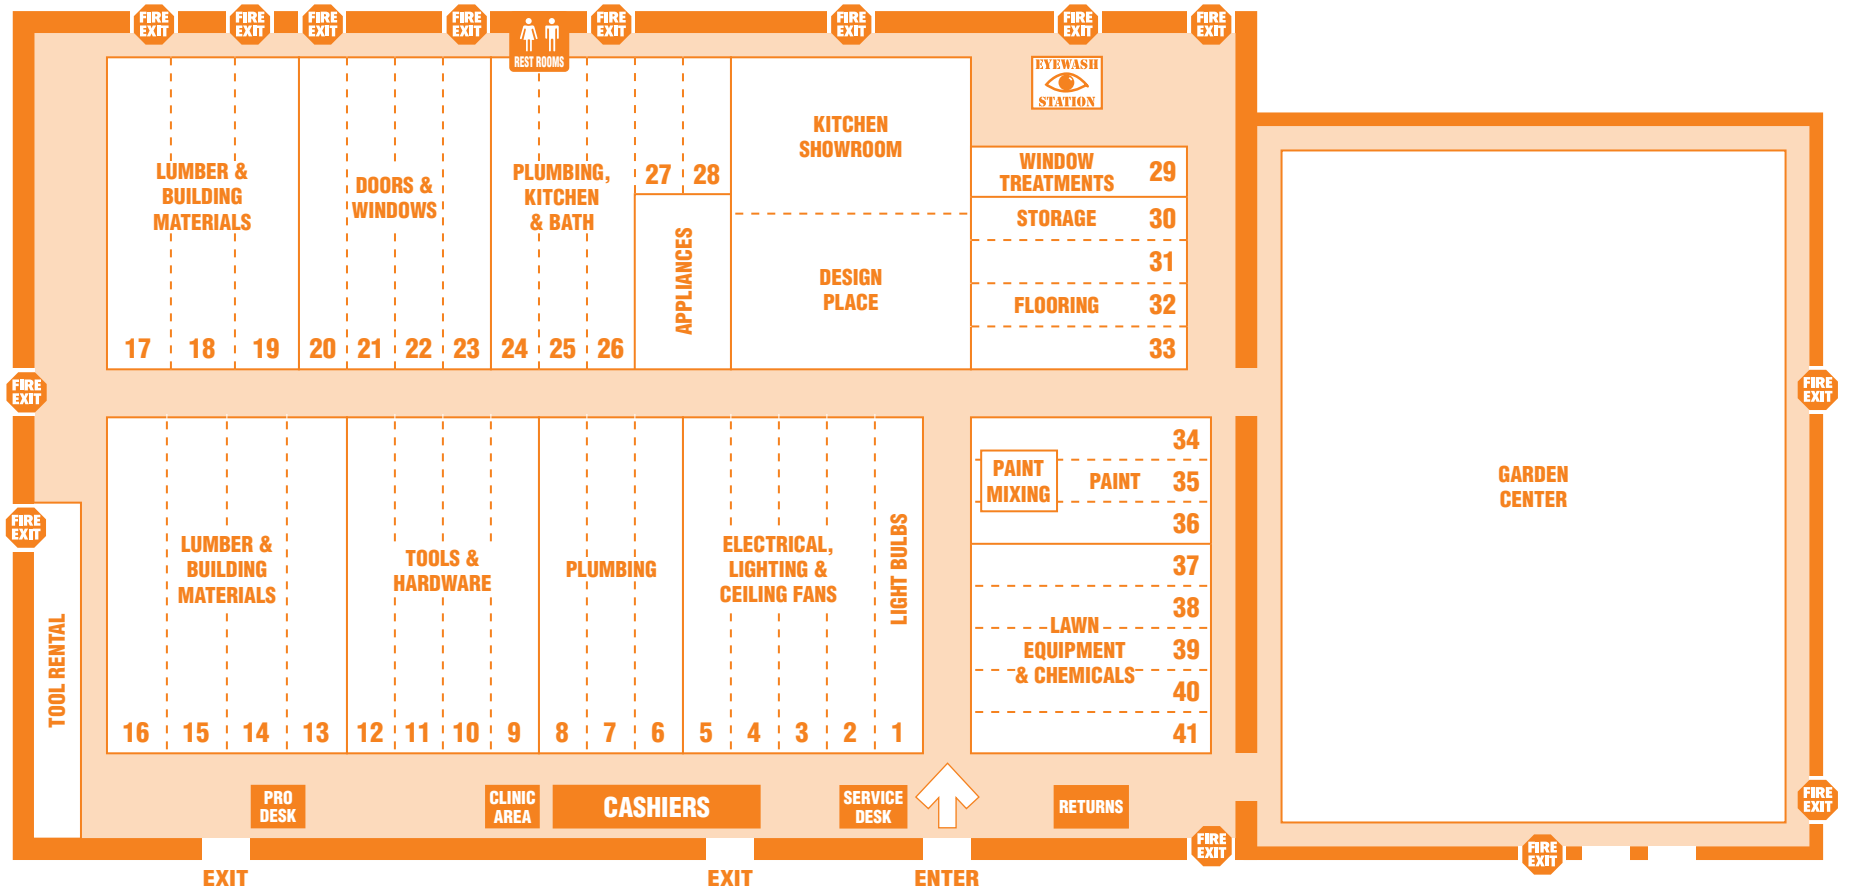 FIRE
EXIT
FIRE
EXIT
FIRE
EXIT
FIRE
EXIT
FIRE
EXIT
FIRE
EXIT
FIRE
EXIT
FIRE
EXIT
REST ROOMS
EYEWASH
STATION
LUMBER &
BUILDING
MATERIALS
17 18 19
DOORS &
WINDOWS
20 21 22 23
PLUMBING,
KITCHEN
& BATH
24 25 26
27 28
APPLIANCES
KITCHEN
SHOWROOM
DESIGN
PLACE
WINDOW
TREATMENTS 29
STORAGE 30
31
FLOORING 32
33
FIRE
EXIT
FIRE
EXIT
FIRE
EXIT
TOOL RENTAL
LUMBER &
BUILDING
MATERIALS
16 15 14 13
TOOLS &
HARDWARE
12 11 10 9
PLUMBING
8 7 6
ELECTRICAL,
LIGHTING &
CEILING FANS
LIGHT BULBS
5 4 3 2 1
34
PAINT
MIXING
PAINT 35
36
37
38
LAWN
EQUIPMENT
& CHEMICALS
39
40
41
GARDEN
CENTER
PRO
DESK
CLINIC
AREA
CASHIERS
SERVICE
DESK
RETURNS
FIRE
EXIT
FIRE
EXIT
FIRE
EXIT
EXIT
EXIT
ENTER